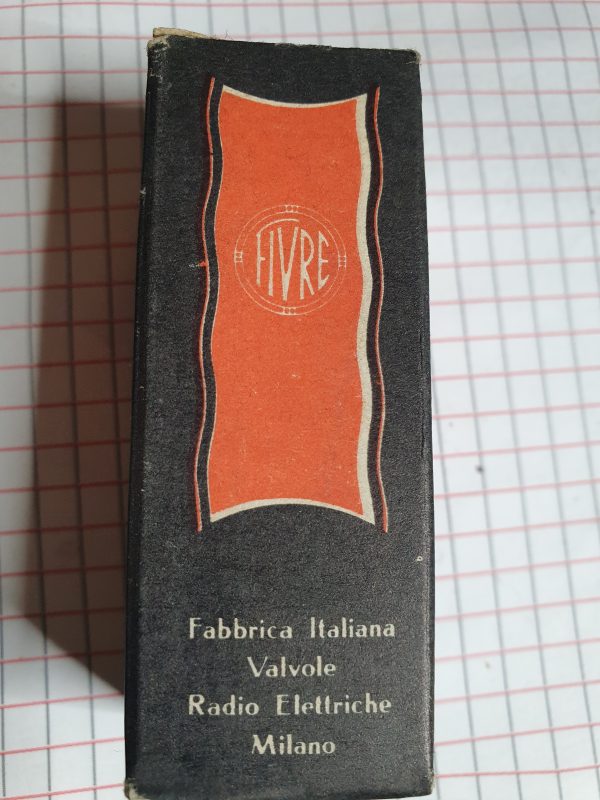 FIVRE
Fabbrica Italiana
Valvole
Radio Elettriche
Milano